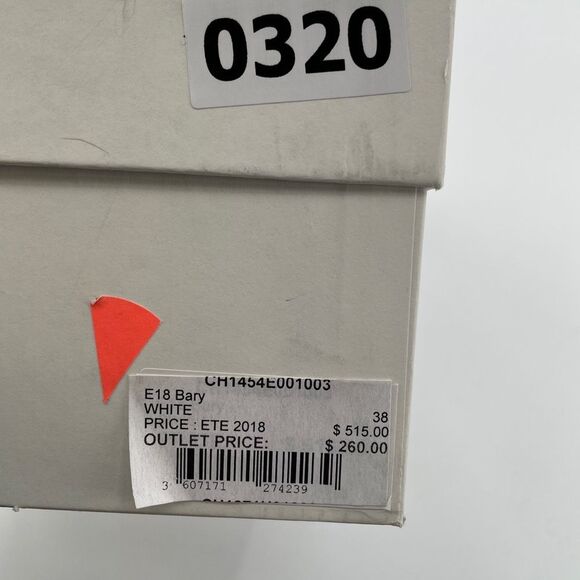 0320
CH1454E001003
E18 Bary
WHITE 38
PRICE : ETE 2018 $ 515.00
OUTLET PRICE: $ 260.00
3 607171 274239